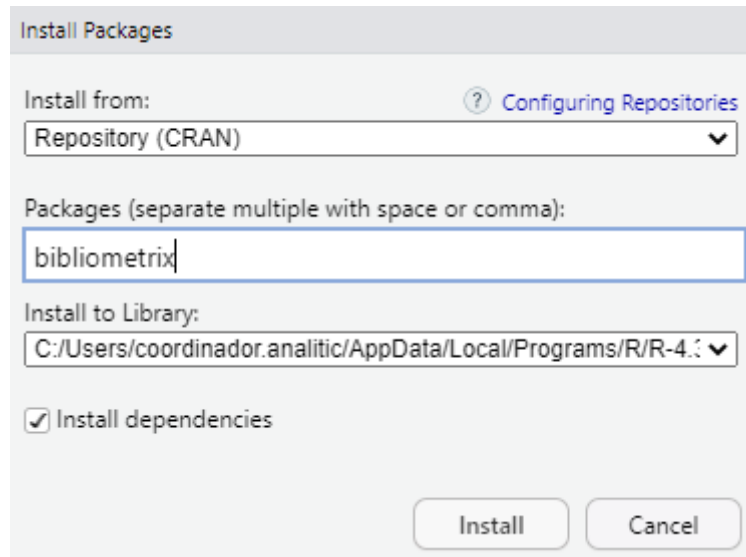 Install Packages
Install from:
? Configuring Repositories
Repository (CRAN)
Packages (separate multiple with space or comma):
bibliometrix
Install to Library:
C:/Users/coordinador.analitic/AppData/Local/Programs/R/R-4.3
Install dependencies
Install Cancel